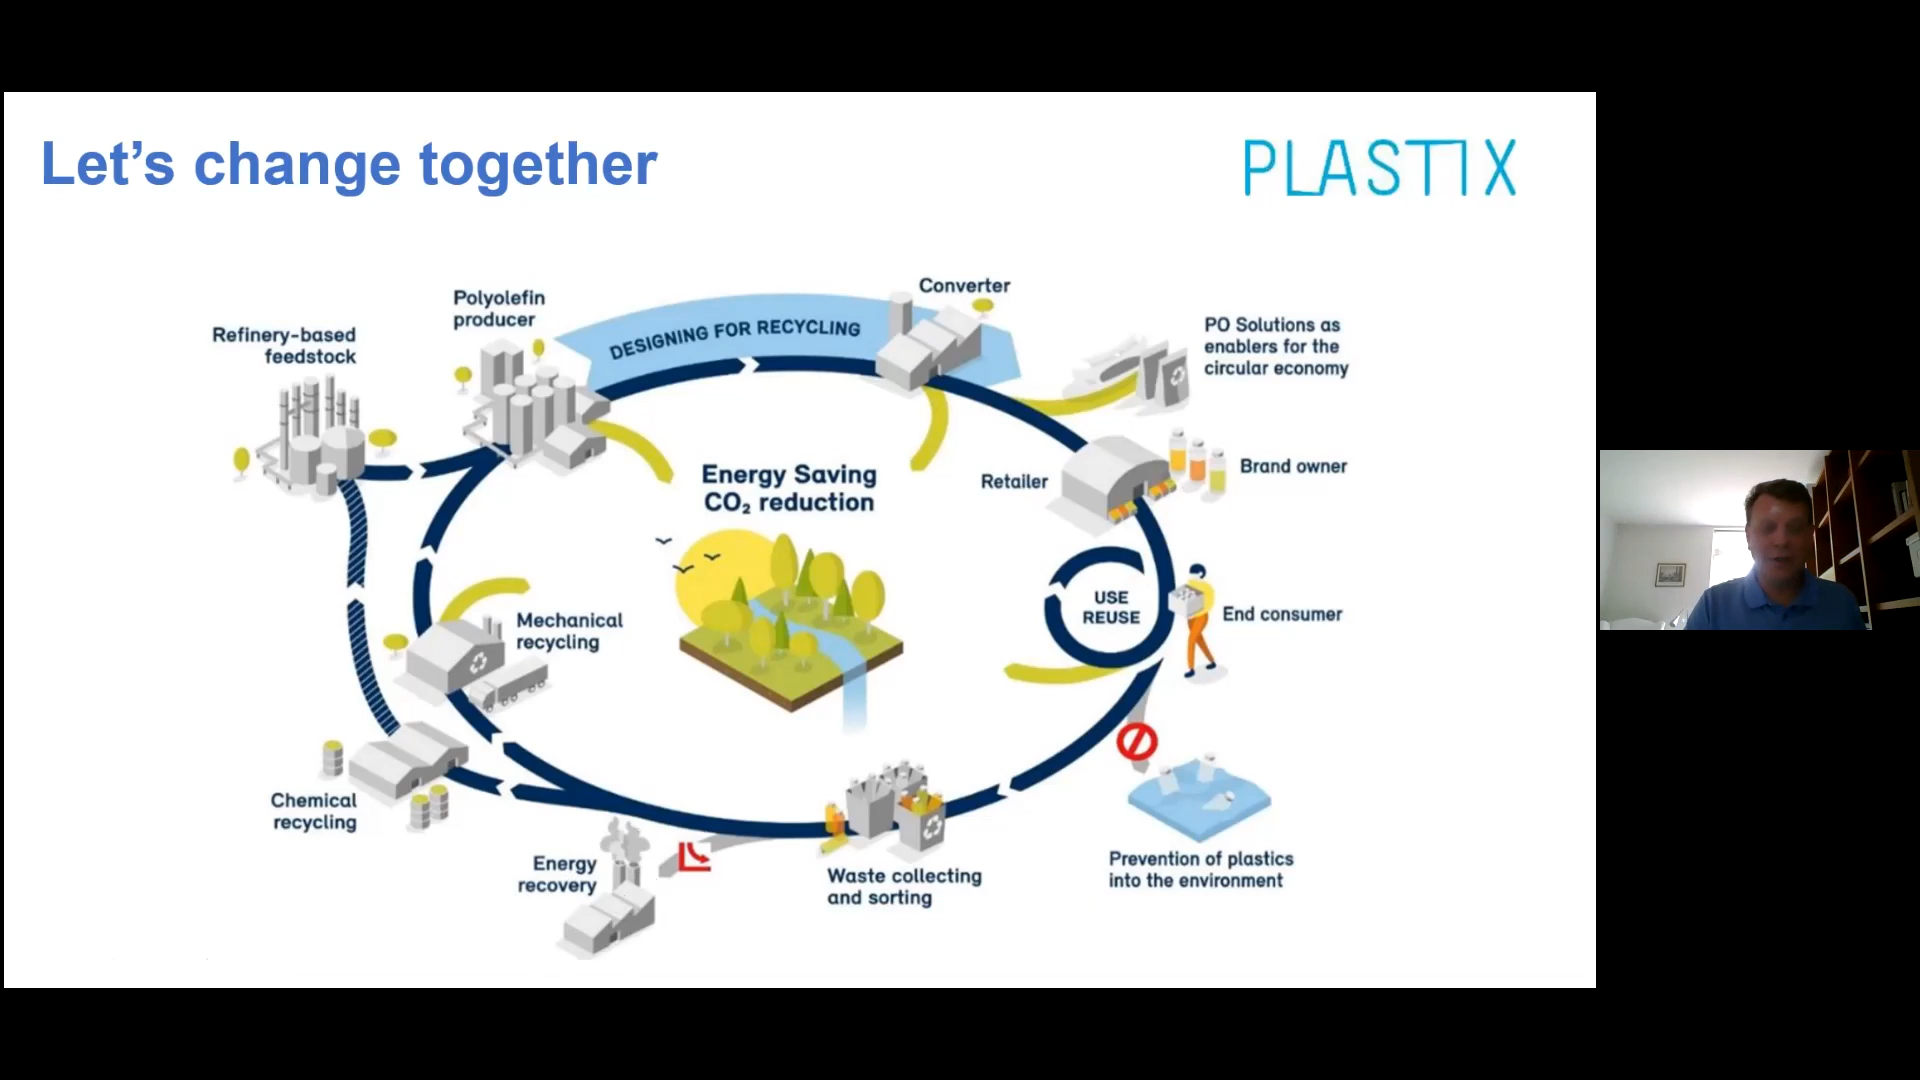 Let’s change together
PLASTIX
Refinery-based
feedstock
Polyolefin
producer
DESIGNING FOR RECYCLING
Converter
PO Solutions as
enablers for the
circular economy
Retailer
Brand owner
Energy Saving
CO₂ reduction
USE
REUSE
End consumer
Mechanical
recycling
Chemical
recycling
Energy
recovery
Waste collecting
and sorting
Prevention of plastics
into the environment